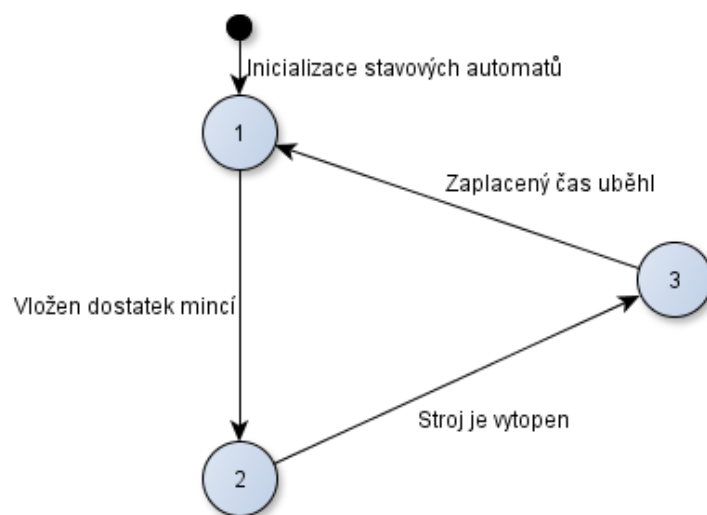 Inicializace stavových automatů
1
Zaplacený čas uběhl
3
Vložen dostatek mincí
Stroj je vytopen
2